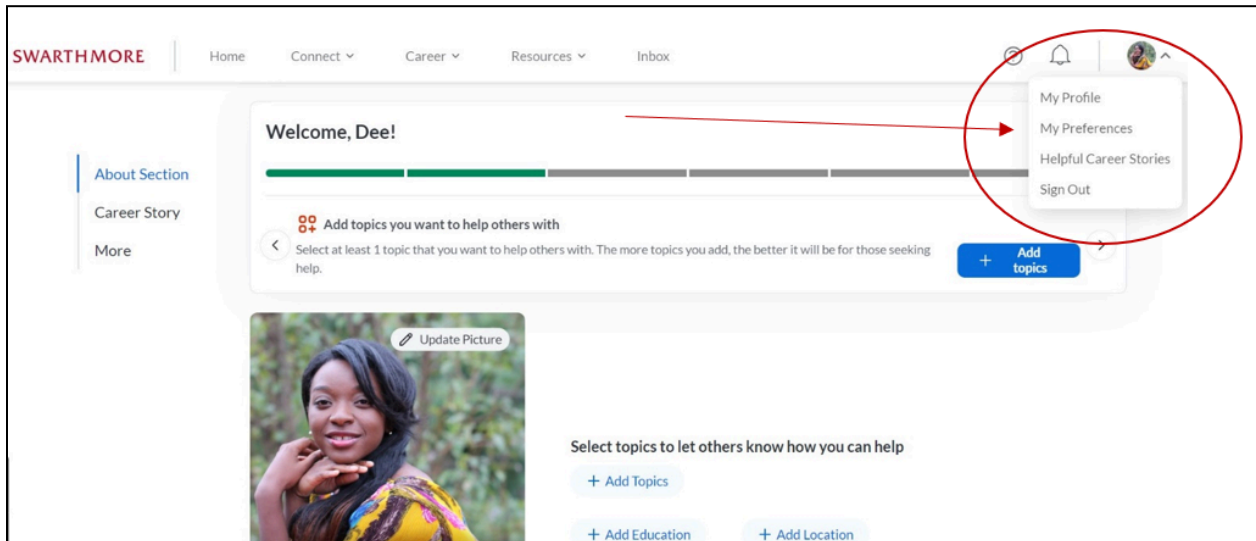 SWARTHMORE
Home
Connect
Career
Resources
Inbox
My Profile
My Preferences
Helpful Career Stories
Sign Out
Welcome, Dee!
About Section
Career Story
More
Add topics you want to help others with
Select at least 1 topic that you want to help others with. The more topics you add, the better it will be for those seeking
help.
+ Add
topics
Update Picture
Select topics to let others know how you can help
+ Add Topics
+ Add Education
+ Add Location